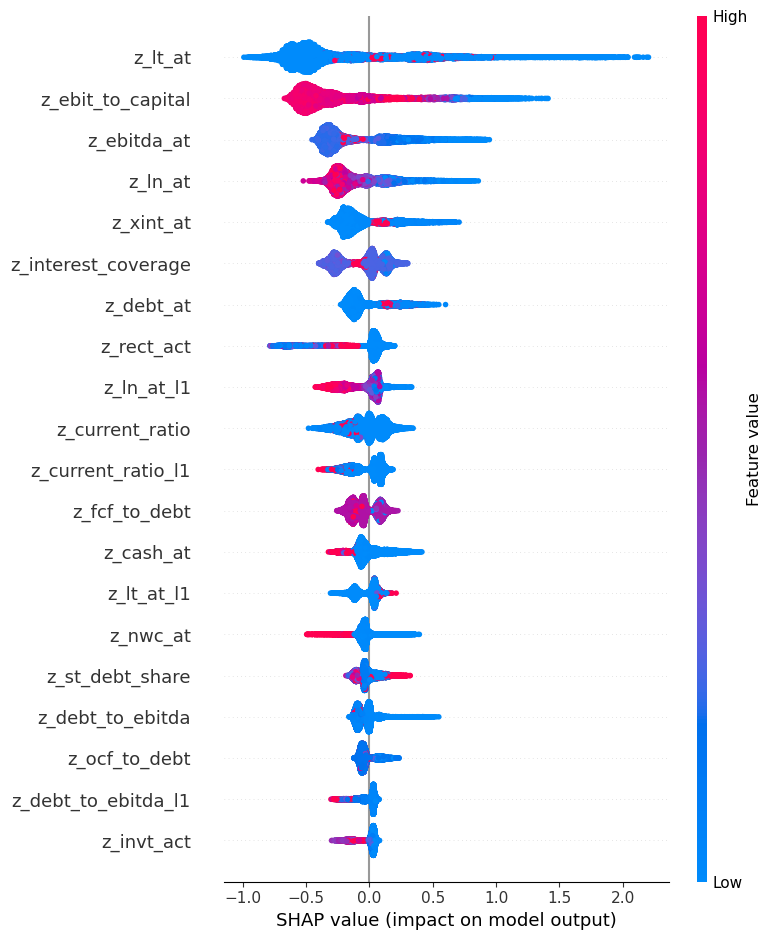 High
z_lt_at
z_ebit_to_capital
z_ebitda_at
z_ln_at
z_xint_at
z_interest_coverage
z_debt_at
z_rect_act
z_ln_at_l1
z_current_ratio
z_current_ratio_l1
z_fcf_to_debt
z_cash_at
z_lt_at_l1
z_nwc_at
z_st_debt_share
z_debt_to_ebitda
z_ocf_to_debt
z_debt_to_ebitda_l1
z_invt_act
Feature value
Low
−1.0 −0.5 0.0 0.5 1.0 1.5 2.0
SHAP value (impact on model output)